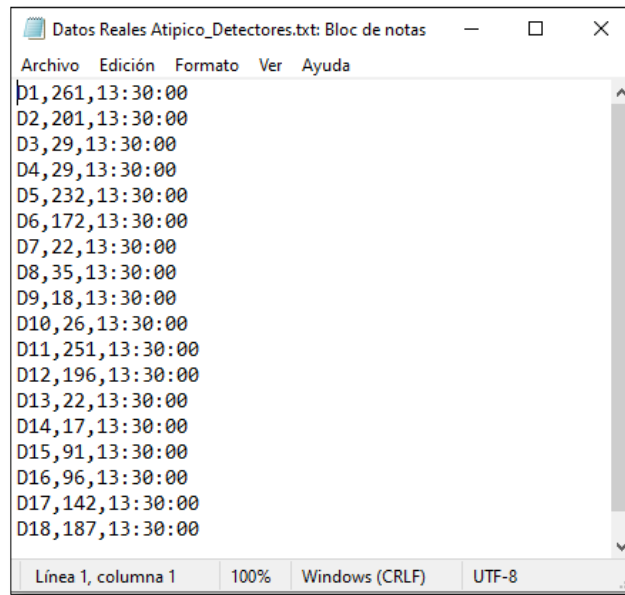 Datos Reales Atipico_Detectores.txt: Bloc de notas
Archivo Edición Formato Ver Ayuda
D1,261,13:30:00
D2,201,13:30:00
D3,29,13:30:00
D4,29,13:30:00
D5,232,13:30:00
D6,172,13:30:00
D7,22,13:30:00
D8,35,13:30:00
D9,18,13:30:00
D10,26,13:30:00
D11,251,13:30:00
D12,196,13:30:00
D13,22,13:30:00
D14,17,13:30:00
D15,91,13:30:00
D16,96,13:30:00
D17,142,13:30:00
D18,187,13:30:00
Línea 1, columna 1 100% Windows (CRLF) UTF-8